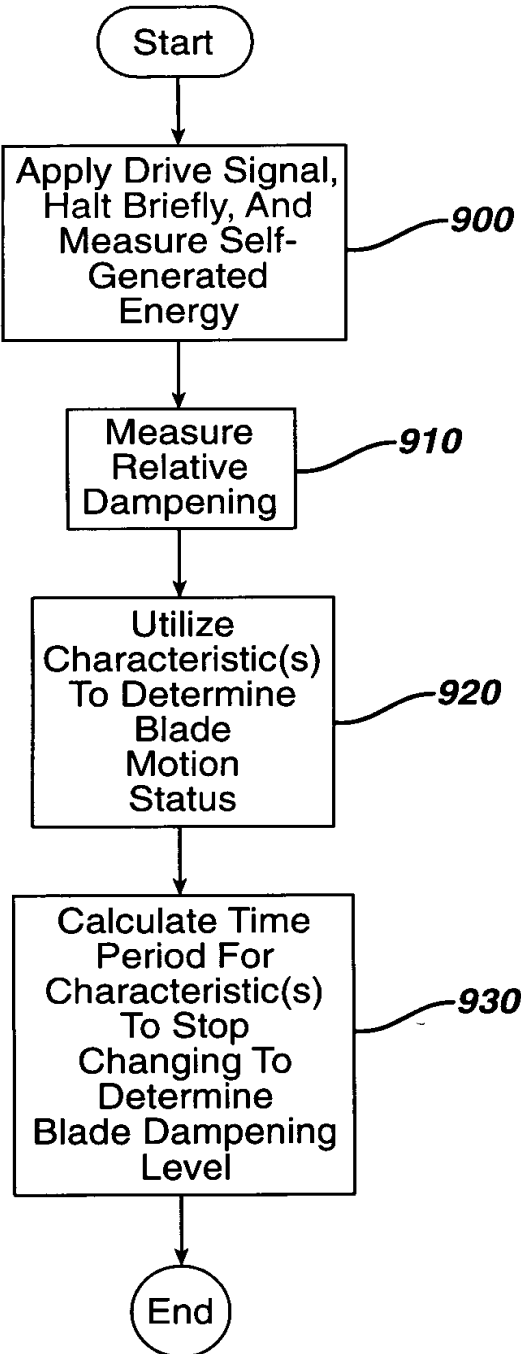 Start
Apply Drive Signal,
Halt Briefly, And
Measure Self-
Generated
Energy
900
Measure
Relative
Dampening
910
Utilize
Characteristic(s)
To Determine
Blade
Motion
Status
920
Calculate Time
Period For
Characteristic(s)
To Stop
Changing To
Determine
Blade Dampening
Level
930
End